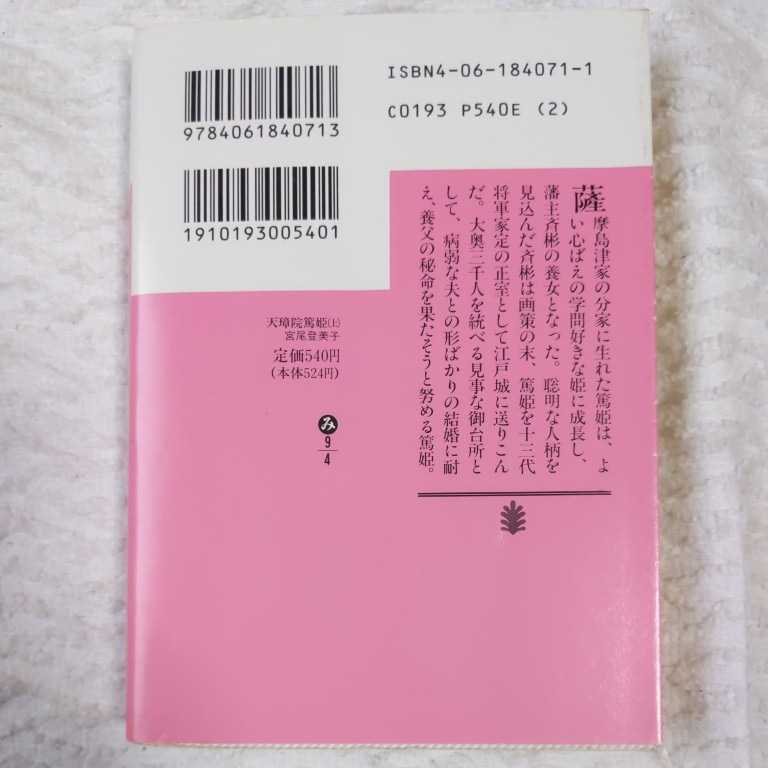 ISBN4-06-184071-1
C0193 P540E (2)
9784061840713
1910193005401
薩摩島津家の分家に生れた篤姫は、よ
い心ばえの学問好きな姫に成長し、
藩主斉彬の養女となった。聡明な人柄を
見込んだ斉彬は画策の末、篤姫を十三代
将軍家定の正室として江戸城に送りこん
だ。大奥三千人を統べる見事な御台所と
して、病弱な夫との形ばかりの結婚に耐
え、養父の秘命を果たそうと努める篤姫。
天璋院篤姫(上)
宮尾登美子
定価540円
(本体524円)
み
9
4